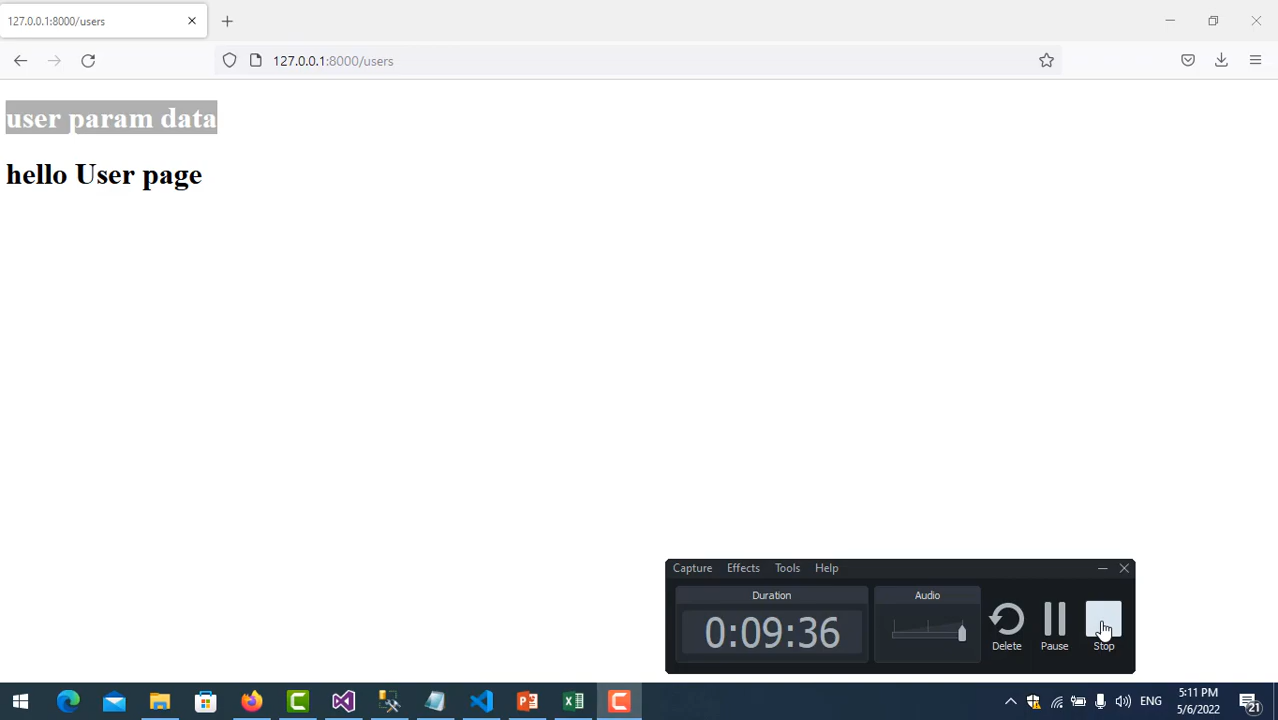 127.0.0.1:8000/users
127.0.0.1:8000/users
user param data
hello User page
Capture Effects Tools Help
Duration
Audio
0:09:36
Delete
Pause
Stop
ENG
5:11 PM
5/6/2022
21